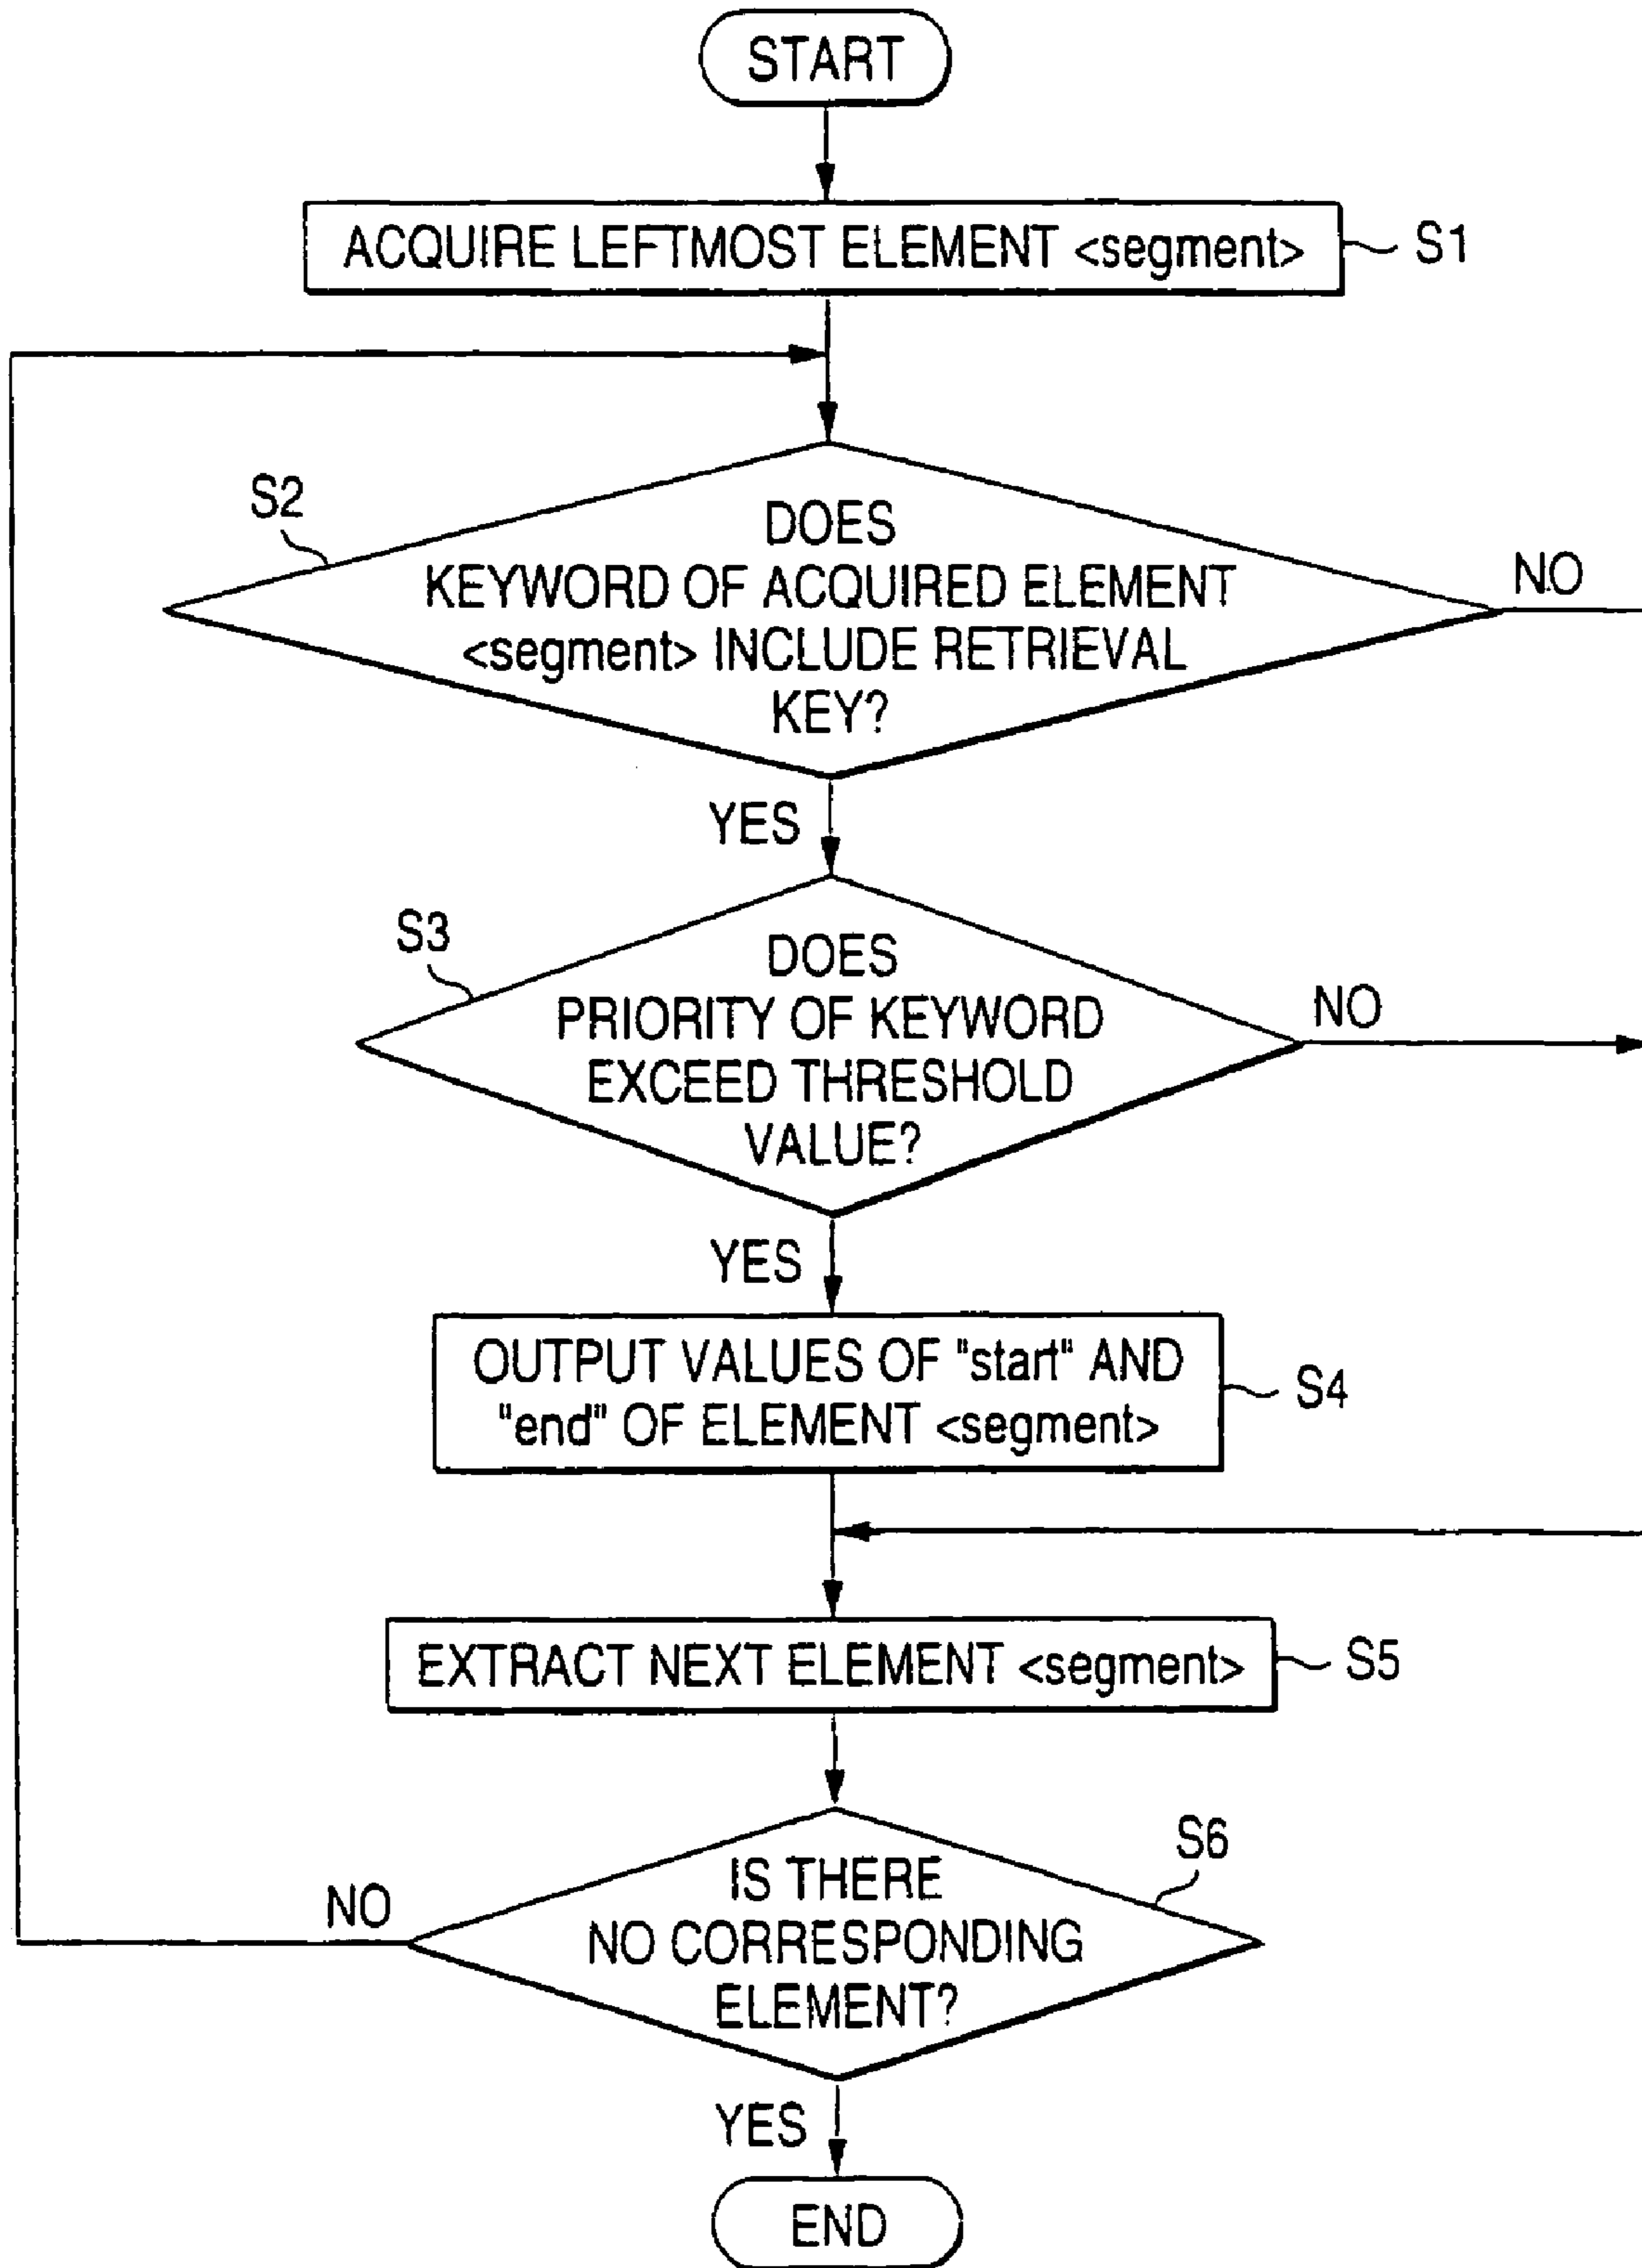 START
ACQUIRE LEFTMOST ELEMENT <segment>
S1
S2
DOES
KEYWORD OF ACQUIRED ELEMENT
<segment> INCLUDE RETRIEVAL
KEY?
NO
YES
S3
DOES
PRIORITY OF KEYWORD
EXCEED THRESHOLD
VALUE?
NO
YES
OUTPUT VALUES OF "start" AND
"end" OF ELEMENT <segment>
S4
EXTRACT NEXT ELEMENT <segment>
S5
S6
IS THERE
NO CORRESPONDING
ELEMENT?
NO
YES
END